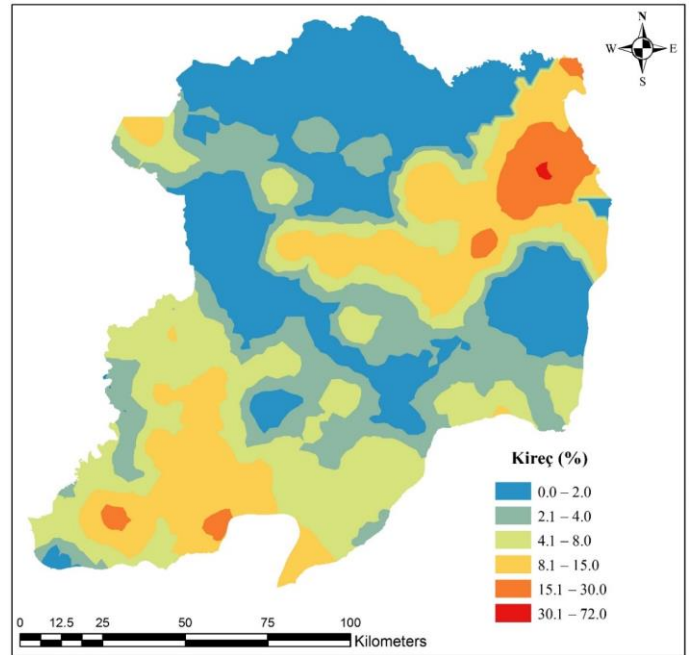 N
W E
S
Kireç (%)
0.0 – 2.0
2.1 – 4.0
4.1 – 8.0
8.1 – 15.0
15.1 – 30.0
30.1 – 72.0
0 12.5 25 50 75 100
Kilometers